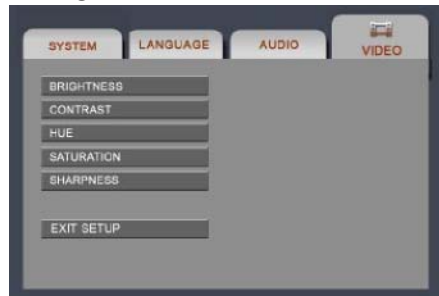 SYSTEM LANGUAGE AUDIO VIDEO
BRIGHTNESS
CONTRAST
HUE
SATURATION
SHARPNESS
EXIT SETUP